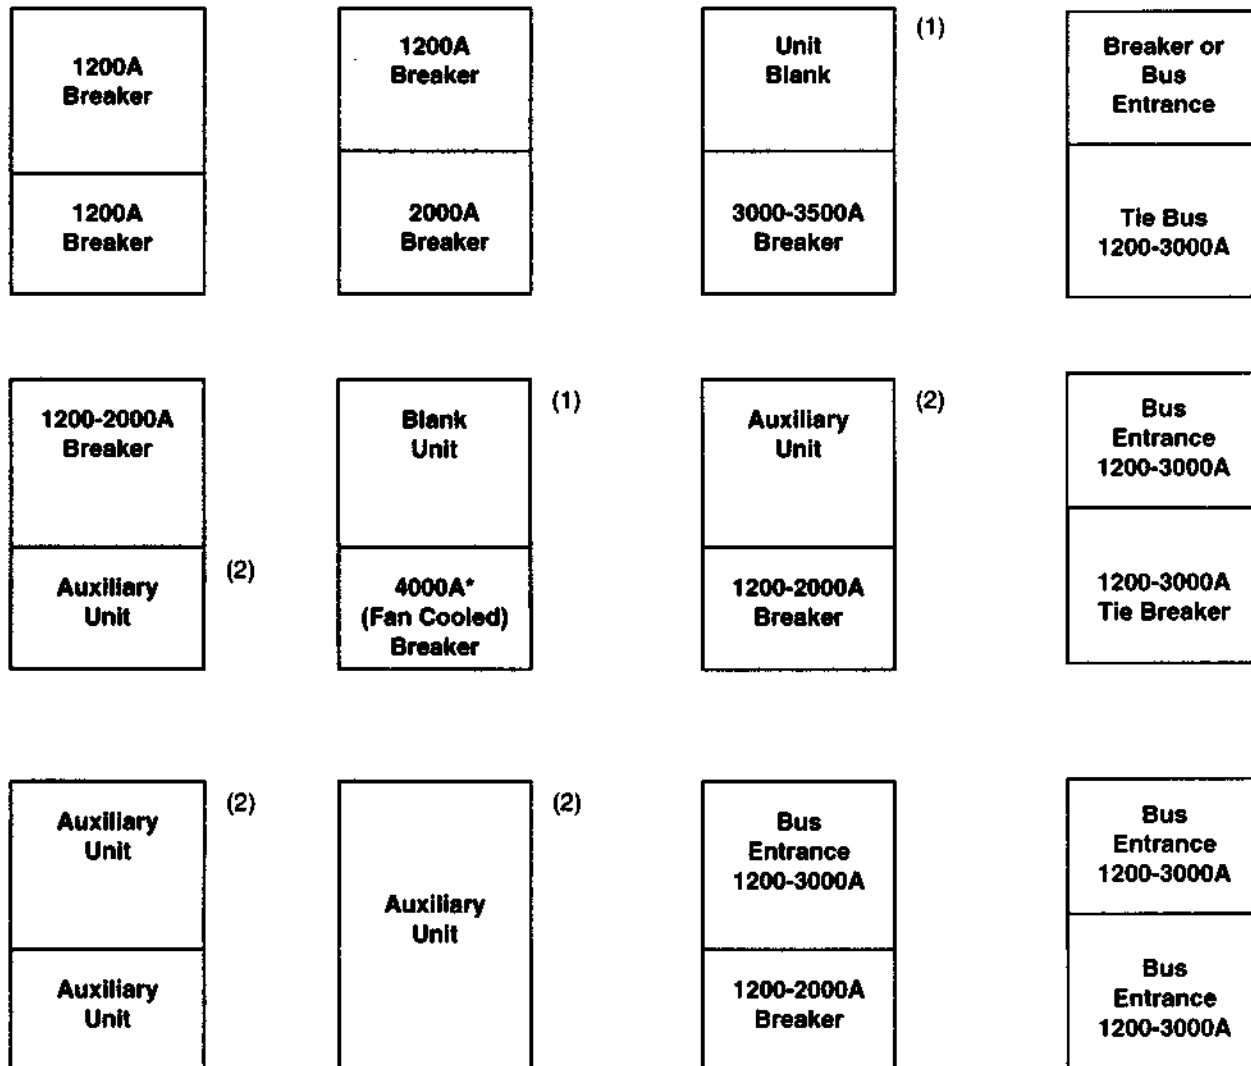 1200A
Breaker
1200A
Breaker
1200A
Breaker
2000A
Breaker
Unit
Blank
(1)
3000-3500A
Breaker
Breaker or
Bus
Entrance
Tie Bus
1200-3000A
1200-2000A
Breaker
Auxiliary
Unit
(2)
Blank
Unit
(1)
4000A*
(Fan Cooled)
Breaker
Auxiliary
Unit
(2)
1200-2000A
Breaker
Bus
Entrance
1200-3000A
1200-3000A
Tie Breaker
Auxiliary
Unit
(2)
Auxiliary
Unit
Auxiliary
Unit
(2)
Bus
Entrance
1200-3000A
1200-2000A
Breaker
Bus
Entrance
1200-3000A
Bus
Entrance
1200-3000A